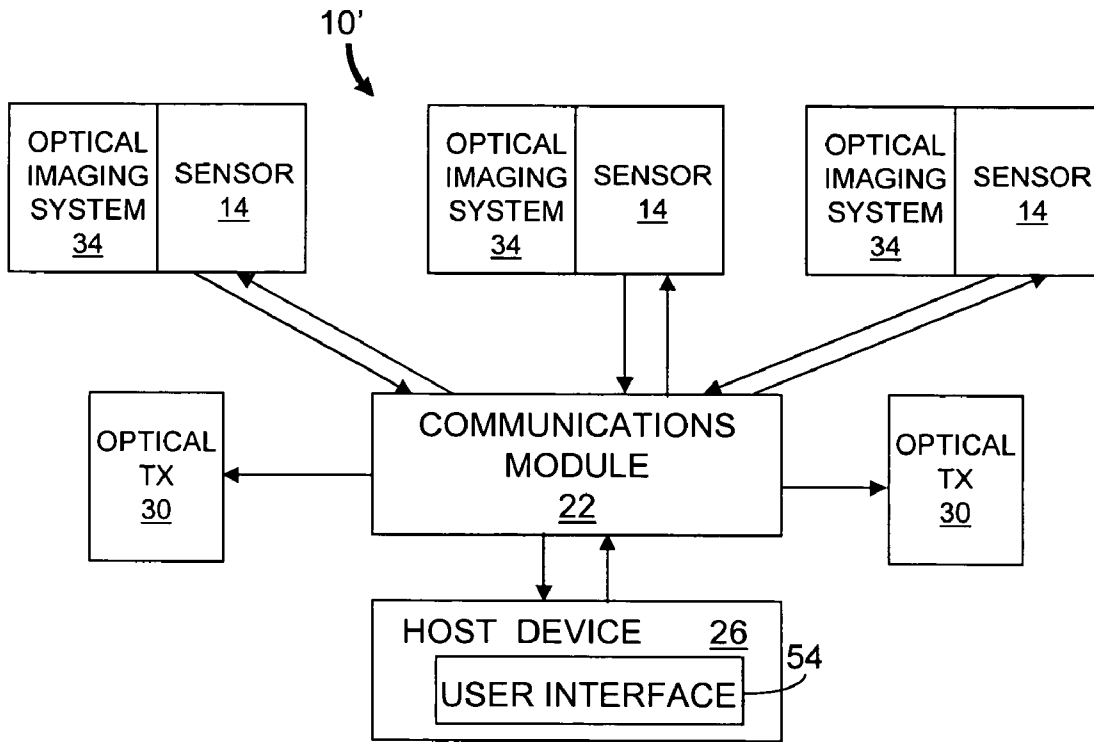 10'
OPTICAL
IMAGING
SYSTEM
34
SENSOR
14
OPTICAL
IMAGING
SYSTEM
34
SENSOR
14
OPTICAL
IMAGING
SYSTEM
34
SENSOR
14
OPTICAL
TX
30
COMMUNICATIONS
MODULE
22
OPTICAL
TX
30
HOST DEVICE 26
54
USER INTERFACE